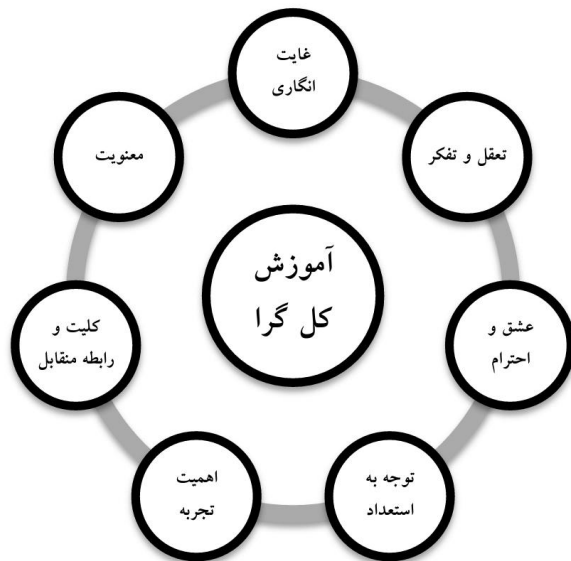 غایت
انگاری
تعقل و تفکر
عشق و
احترام
توجه به
استعداد
اهمیت
تجربه
کلیت و
رابطه متقابل
معنویت
آموزش
کل گرا